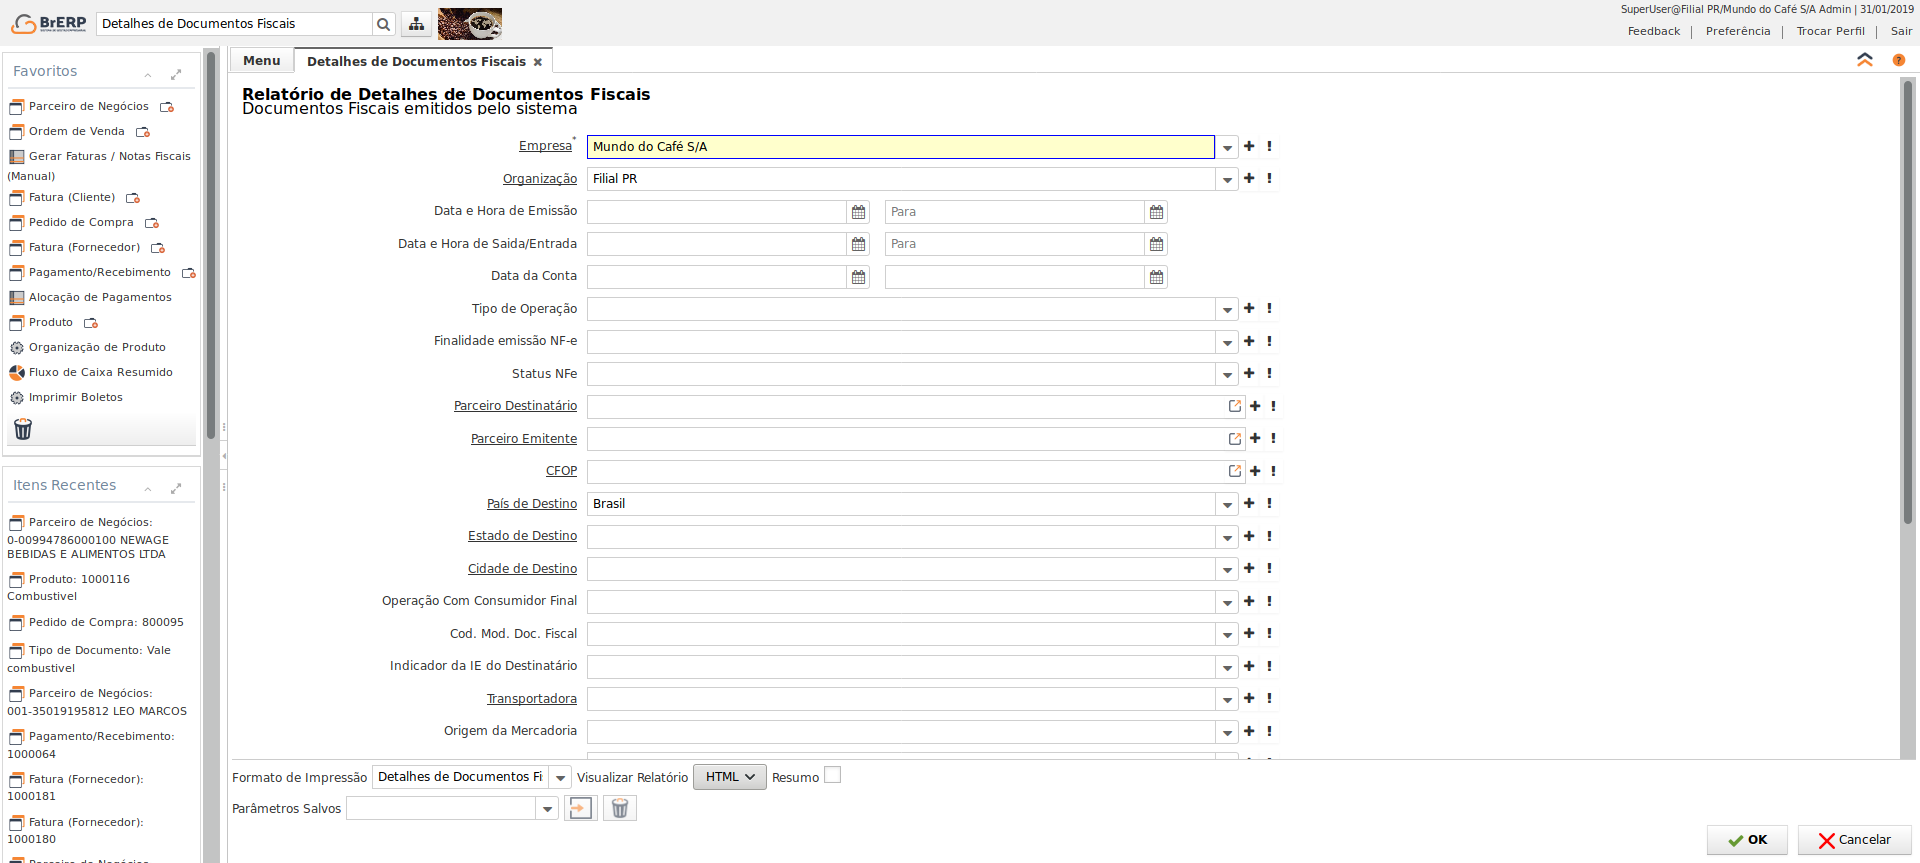 BrERP
Detalhes de Documentos Fiscais
SuperUser@Filial PR/Mundo do Café S/A Admin | 31/01/2019
Feedback | Preferência | Trocar Perfil | Sair
Favoritos
Parceiro de Negócios
Ordem de Venda
Gerar Faturas / Notas Fiscais
(Manual)
Fatura (Cliente)
Pedido de Compra
Fatura (Fornecedor)
Pagamento/Recebimento
Alocação de Pagamentos
Produto
Organização de Produto
Fluxo de Caixa Resumido
Imprimir Boletos
Itens Recentes
Parceiro de Negócios:
0-00994786000100 NEWAGE
BEBIDAS E ALIMENTOS LTDA
Produto: 1000116
Combustivel
Pedido de Compra: 800095
Tipo de Documento: Vale
combustivel
Parceiro de Negócios:
001-35019195812 LEO MARCOS
Pagamento/Recebimento:
1000064
Fatura (Fornecedor):
1000181
Fatura (Fornecedor):
1000180
Parceiro de Negócios
Menu
Detalhes de Documentos Fiscais
Relatório de Detalhes de Documentos Fiscais
Documentos Fiscais emitidos pelo sistema
Empresa* Mundo do Café S/A
Organização Filial PR
Data e Hora de Emissão Para
Data e Hora de Saida/Entrada Para
Data da Conta
Tipo de Operação
Finalidade emissão NF-e
Status NFe
Parceiro Destinatário
Parceiro Emitente
CFOP
País de Destino Brasil
Estado de Destino
Cidade de Destino
Operação Com Consumidor Final
Cod. Mod. Doc. Fiscal
Indicador da IE do Destinatário
Transportadora
Origem da Mercadoria
Formato de Impressão Detalhes de Documentos Fi Visualizar Relatório HTML Resumo
Parâmetros Salvos
OK Cancelar